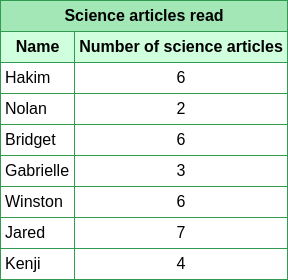 Science articles read
Name Number of science articles
Hakim 6
Nolan 2
Bridget 6
Gabrielle 3
Winston 6
Jared 7
Kenji 4